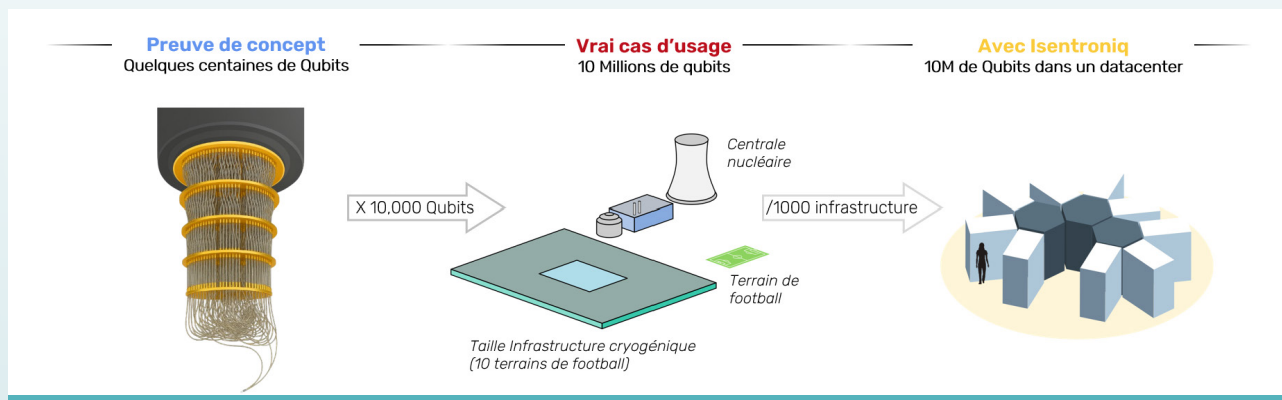 Preuve de concept
Quelques centaines de Qubits
Vrai cas d'usage
10 Millions de qubits
Avec Isentroniq
10M de Qubits dans un datacenter
X 10,000 Qubits
Centrale
nucléaire
/1000 infrastructure
Terrain de
football
Taille Infrastructure cryogénique
(10 terrains de football)